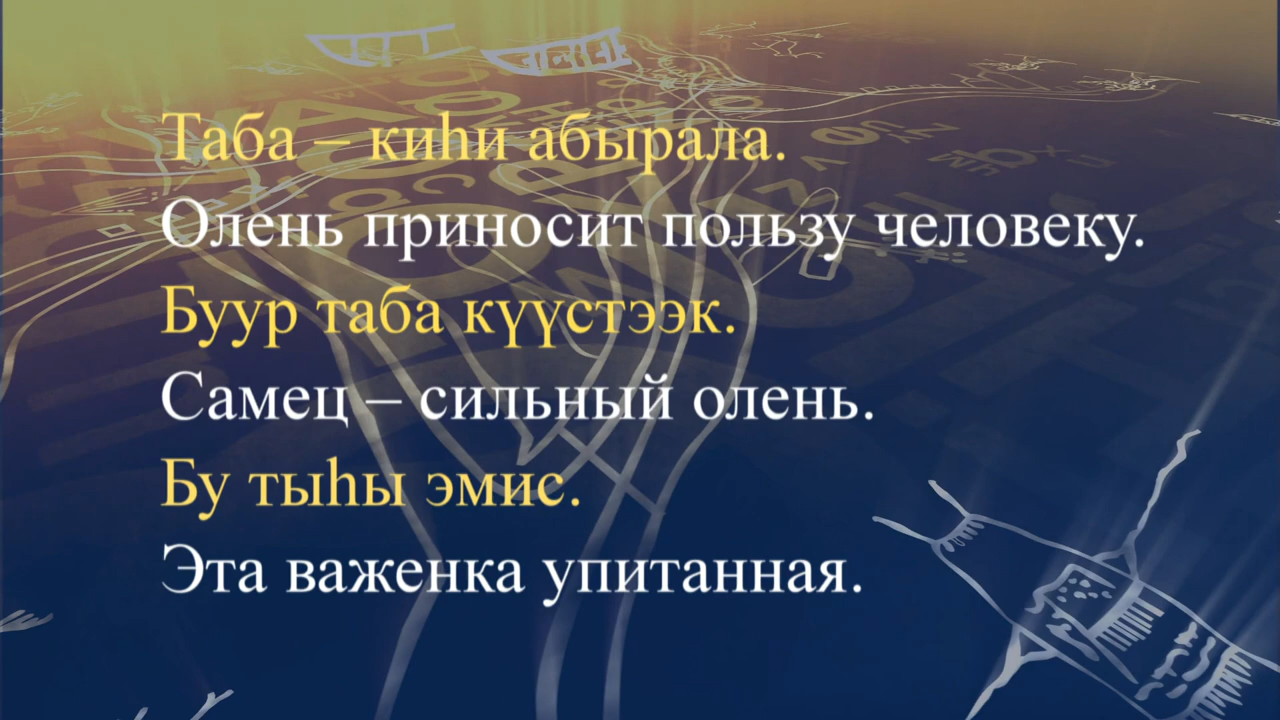 Таба – киһи абырала.
Олень приносит пользу человеку.
Буур таба күүстээк.
Самец – сильный олень.
Бу тыһы эмис.
Эта важенка упитанная.